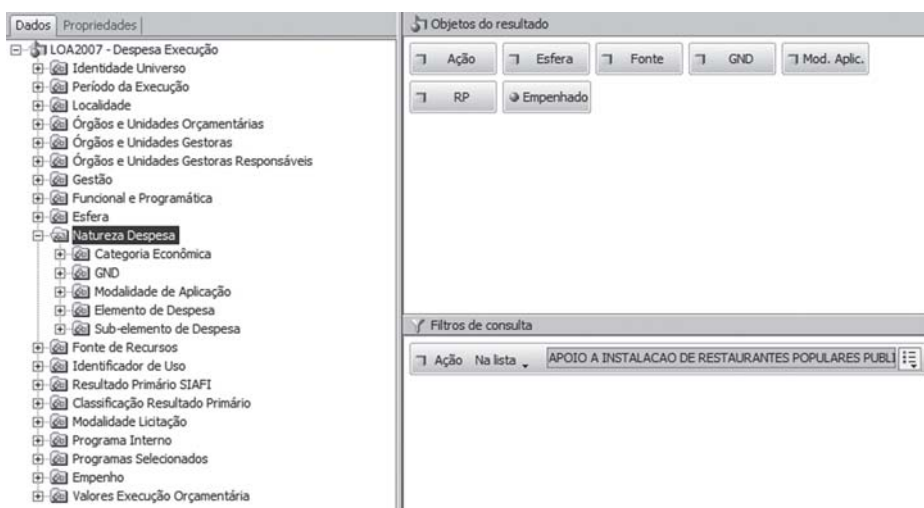 Dados Propriedades
LOA2007 - Despesa Execução
Identidade Universo
Período da Execução
Localidade
Órgãos e Unidades Orçamentárias
Órgãos e Unidades Gestoras
Órgãos e Unidades Gestoras Responsáveis
Gestão
Funcional e Programática
Esfera
Natureza Despesa
Categoria Econômica
GND
Modalidade de Aplicação
Elemento de Despesa
Sub-elemento de Despesa
Fonte de Recursos
Identificador de Uso
Resultado Primário SIAFI
Classificação Resultado Primário
Modalidade Licitação
Programa Interno
Programas Selecionados
Empenho
Valores Execução Orçamentária
Objetos do resultado
Ação Esfera Fonte GND Mod. Aplic.
RP Empenhado
Filtros de consulta
Ação Na lista APOIO A INSTALACAO DE RESTAURANTES POPULARES PUBLI